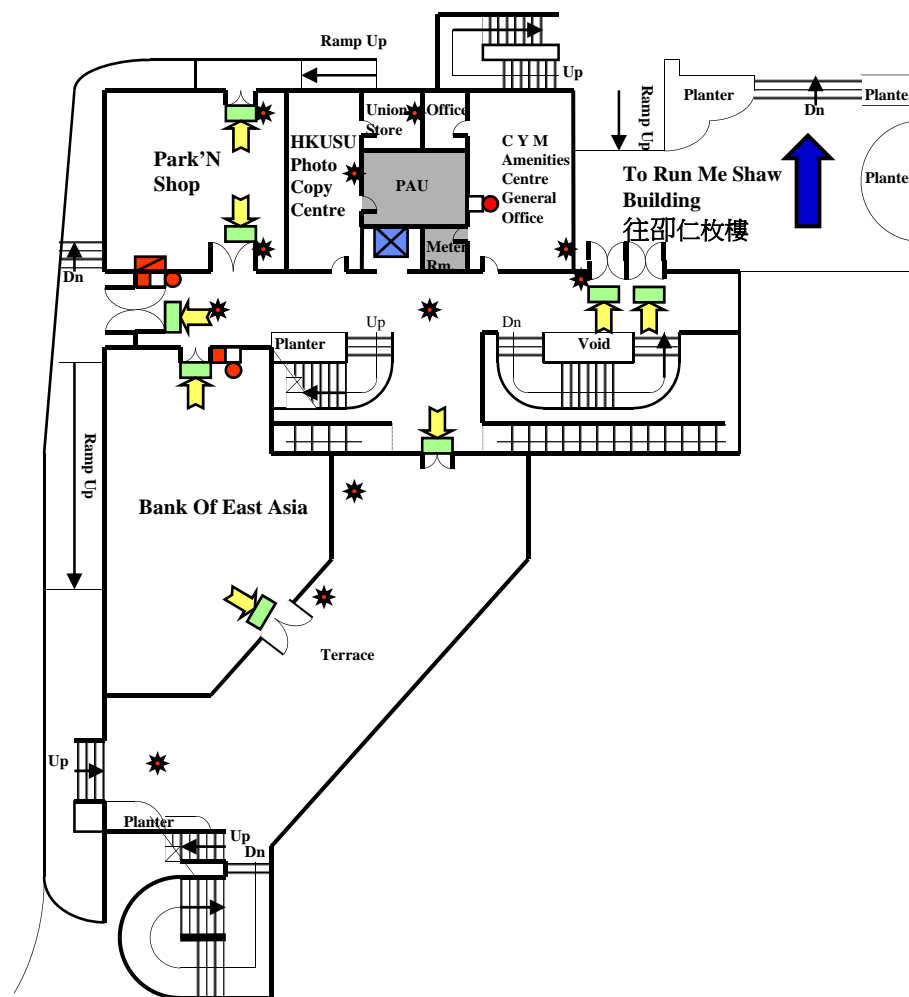 Ramp Up
Up
Ramp Up
Planter
Dn
Planter
Union
Store
Office
HKUSU
Photo
Copy
Centre
Park'N
Shop
C Y M
Amenities
Centre
General
Office
PAU
To Run Me Shaw
Building
往邵仁枚樓
Planter
Meter
Rm.
Dn
Up
Dn
Planter
Void
Ramp Up
Bank Of East Asia
Terrace
Up
Planter
Up
Dn